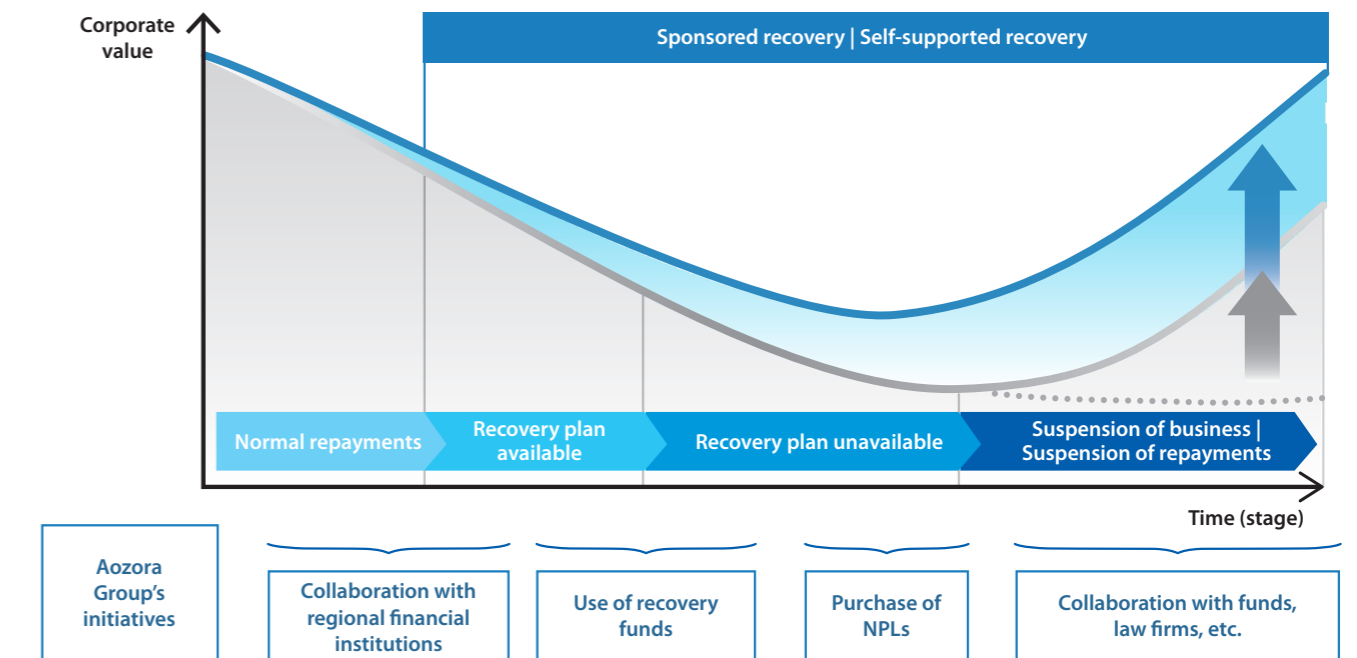 Corporate
value
Sponsored recovery | Self-supported recovery
Normal repayments
Recovery plan
available
Recovery plan unavailable
Suspension of business |
Suspension of repayments
Time (stage)
Aozora
Group's
initiatives
Collaboration with
regional financial
institutions
Use of recovery
funds
Purchase of
NPLs
Collaboration with funds,
law firms, etc.